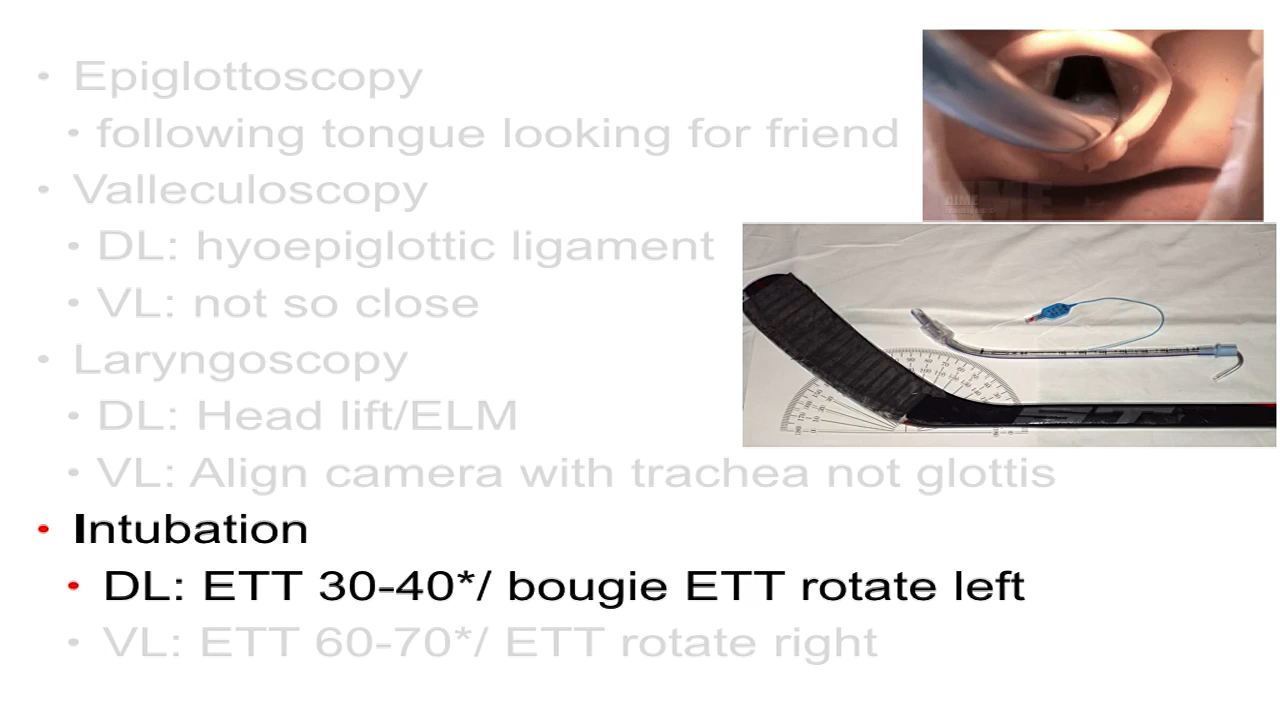 • Epiglottoscopy
• following tongue looking for friend
• Valleculoscopy
• DL: hyoepiglottic ligament
• VL: not so close
• Laryngoscopy
• DL: Head lift/ELM
• VL: Align camera with trachea not glottis
• Intubation
• DL: ETT 30-40*/ bougie ETT rotate left
• VL: ETT 60-70*/ ETT rotate right
AIME
ST